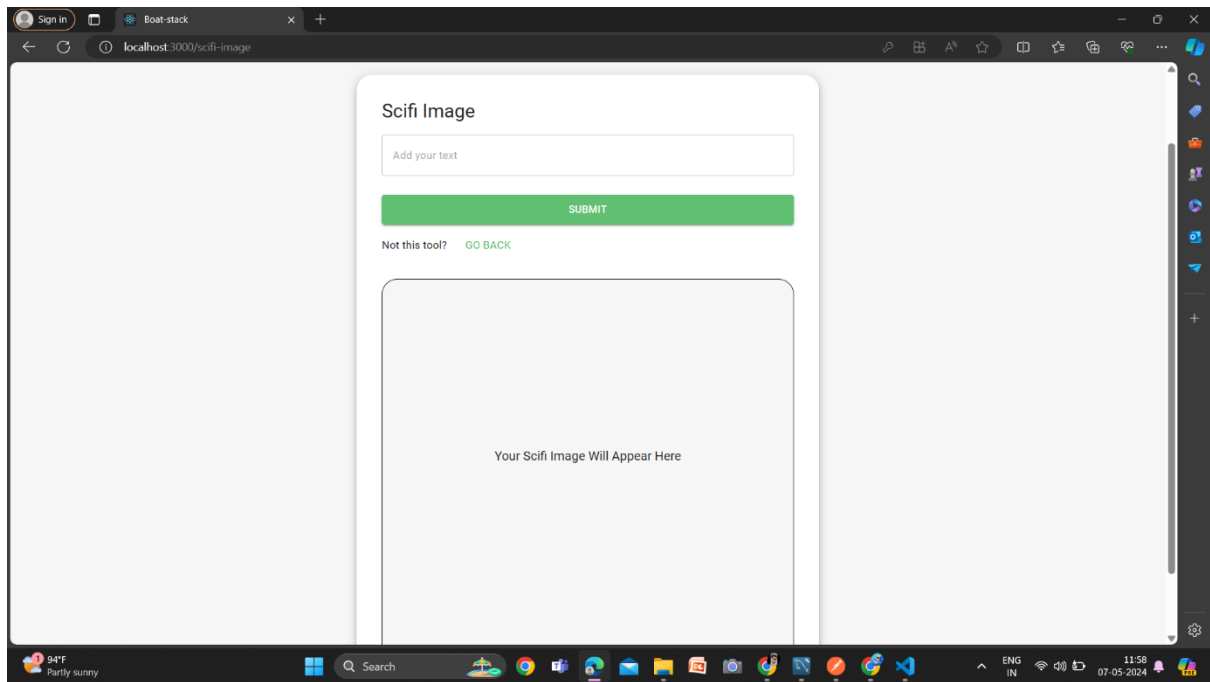 Sign in
Boat-stack
localhost:3000/scifi-image
Scifi Image
Add your text
SUBMIT
Not this tool? GO BACK
Your Scifi Image Will Appear Here
1
94°F
Partly sunny
Search
ENG
IN
11:58
07-05-2024